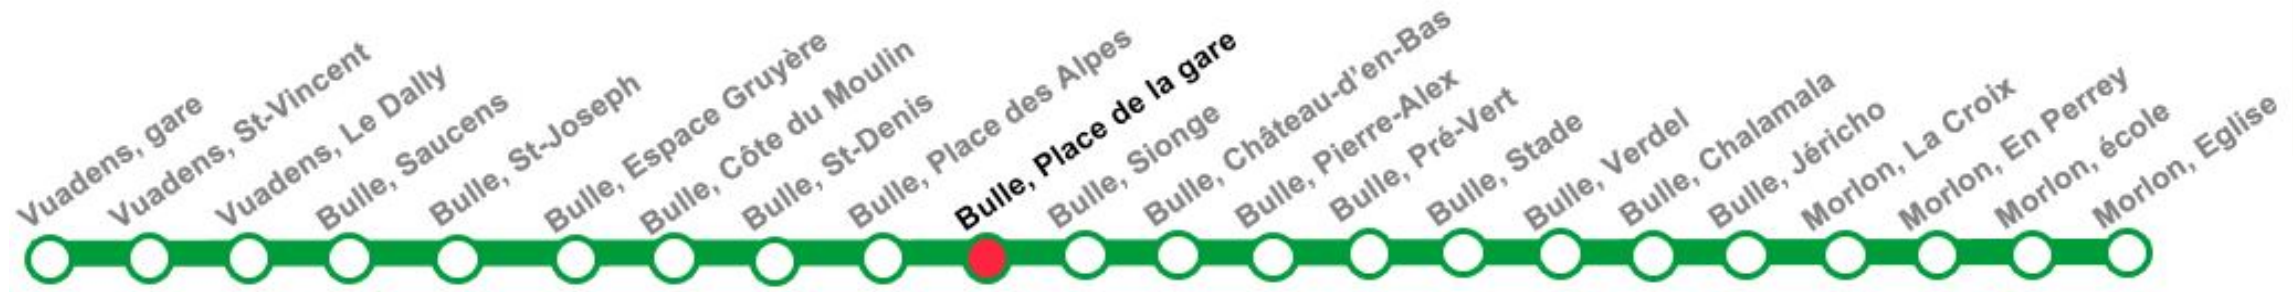 Vuadens, gare
Vuadens, St-Vincent
Vuadens, Le Dally
Bulle, Saucens
Bulle, St-Joseph
Bulle, Espace Gruyère
Bulle, Côte du Moulin
Bulle, St-Denis
Bulle, Place des Alpes
Bulle, Place de la gare
Bulle, Sionge
Bulle, Château-d'en-Bas
Bulle, Pierre-Alex
Bulle, Pré-Vert
Bulle, Stade
Bulle, Verdel
Bulle, Chalamala
Bulle, Jéricho
Morlon, La Croix
Morlon, En Perrey
Morlon, école
Morlon, Eglise